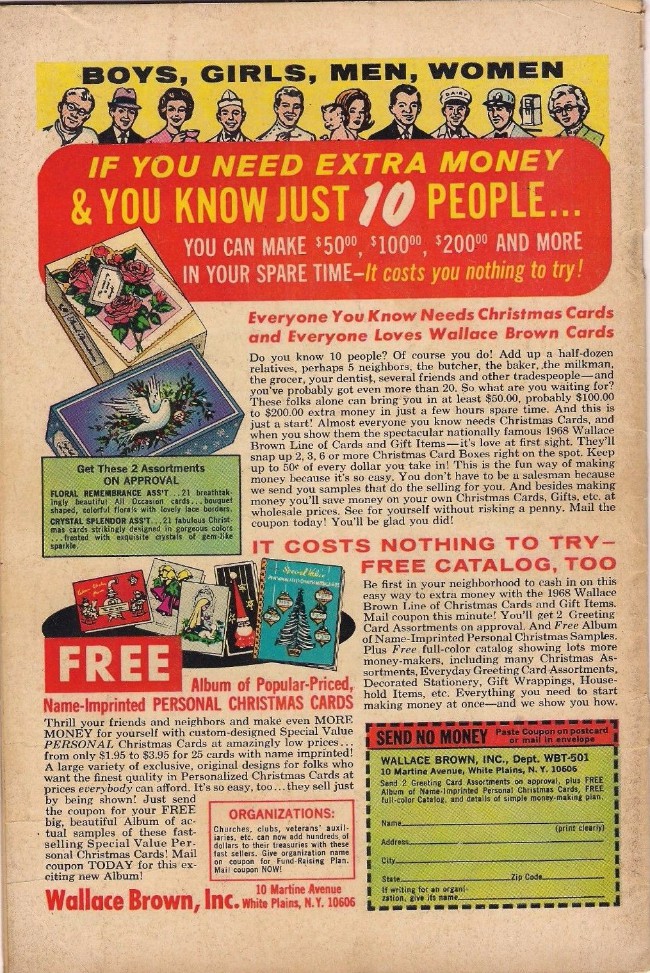 BOYS, GIRLS, MEN, WOMEN
DAIRY
IF YOU NEED EXTRA MONEY
& YOU KNOW JUST 10 PEOPLE...
YOU CAN MAKE $50⁰⁰, $100⁰⁰, $200⁰⁰ AND MORE
IN YOUR SPARE TIME—It costs you nothing to try!
Everyone You Know Needs Christmas Cards
and Everyone Loves Wallace Brown Cards
Do you know 10 people? Of course you do! Add up a half-dozen
relatives, perhaps 5 neighbors, the butcher, the baker, the milkman,
the grocer, your dentist, several friends and other tradespeople—and
you've probably got even more than 20. So what are you waiting for?
These folks alone can bring you in at least $50.00, probably $100.00
to $200.00 extra money in just a few hours spare time. And this is
just a start! Almost everyone you know needs Christmas Cards, and
when you show them the spectacular nationally famous 1968 Wallace
Brown Line of Cards and Gift Items—it's love at first sight. They'll
snap up 2, 3, 6 or more Christmas Card Boxes right on the spot. Keep
up to 50¢ of every dollar you take in! This is the fun way of making
money because it's so easy. You don't have to be a salesman because
we send you samples that do the selling for you. And besides making
money you'll save money on your own Christmas Cards, Gifts, etc. at
wholesale prices. See for yourself without risking a penny. Mail the
coupon today! You'll be glad you did!
Get These 2 Assortments
ON APPROVAL
FLORAL REMEMBRANCE ASS'T...21 breathtak-
ingly beautiful All Occasion cards...bouquet
shaped, colorful florals with lovely lace borders.
CRYSTAL SPLENDOR ASS'T...21 fabulous Christ-
mas cards strikingly designed in gorgeous colors
...frosted with exquisite crystals of gem-like
sparkle.
IT COSTS NOTHING TO TRY—
FREE CATALOG, TOO
Be first in your neighborhood to cash in on this
easy way to extra money with the 1968 Wallace
Brown Line of Christmas Cards and Gift Items.
Mail coupon this minute! You'll get 2 Greeting
Card Assortments on approval. And Free Album
of Name-Imprinted Personal Christmas Samples.
Plus Free full-color catalog showing lots more
money-makers, including many Christmas As-
sortments, Everyday Greeting Card Assortments,
Decorated Stationery, Gift Wrappings, House-
hold Items, etc. Everything you need to start
making money at once—and we show you how.
Special Value
FREE
Album of Popular-Priced,
Name-Imprinted PERSONAL CHRISTMAS CARDS
Thrill your friends and neighbors and make even MORE
MONEY for yourself with custom-designed Special Value
PERSONAL Christmas Cards at amazingly low prices...
from only $1.95 to $3.95 for 25 cards with name imprinted!
A large variety of exclusive, original designs for folks who
want the finest quality in Personalized Christmas Cards at
prices everybody can afford. It's so easy, too...they sell just
by being shown! Just send
the coupon for your FREE
big, beautiful Album of ac-
tual samples of these fast-
selling Special Value Per-
sonal Christmas Cards! Mail
coupon TODAY for this ex-
citing new Album!
ORGANIZATIONS:
Churches, clubs, veterans' auxil-
iaries, etc. can now add hundreds of
dollars to their treasuries with these
fast sellers. Give organization name
on coupon for Fund-Raising Plan.
Mail coupon NOW!
Wallace Brown, Inc. 10 Martine Avenue
White Plains, N.Y. 10606
SEND NO MONEY Paste Coupon on postcard
or mail in envelope
WALLACE BROWN, INC., Dept. WBT-501
10 Martine Avenue, White Plains, N. Y. 10606
Send 2 Greeting Card Assortments on approval, plus FREE
Album of Name-Imprinted Personal Christmas Cards, FREE
full-color Catalog, and details of simple money-making plan.
Name
(print clearly)
Address
City
State Zip Code
If writing for an organi-
zation, give its name